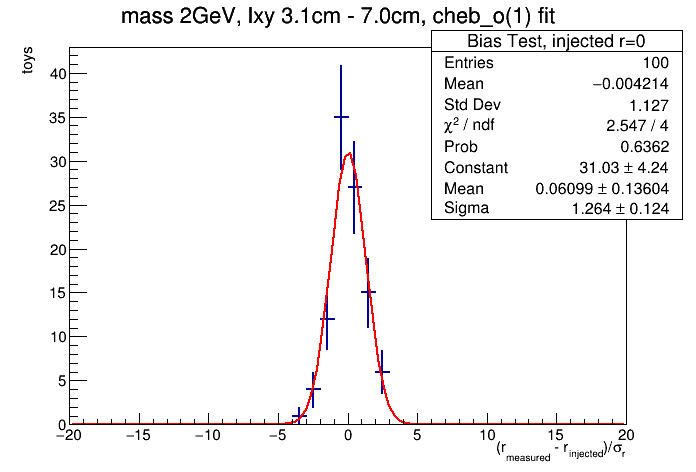 mass 2GeV, lxy 3.1cm - 7.0cm, cheb_o(1) fit
toys
Bias Test, injected r=0
Entries 100
Mean −0.004214
Std Dev 1.127
χ² / ndf 2.547 / 4
Prob 0.6362
Constant 31.03 ± 4.24
Mean 0.06099 ± 0.13604
Sigma 1.264 ± 0.124
40
35
30
25
20
15
10
5
0
−20 −15 −10 −5 0 5 10 15 20
(r_measured - r_injected)/σ_r